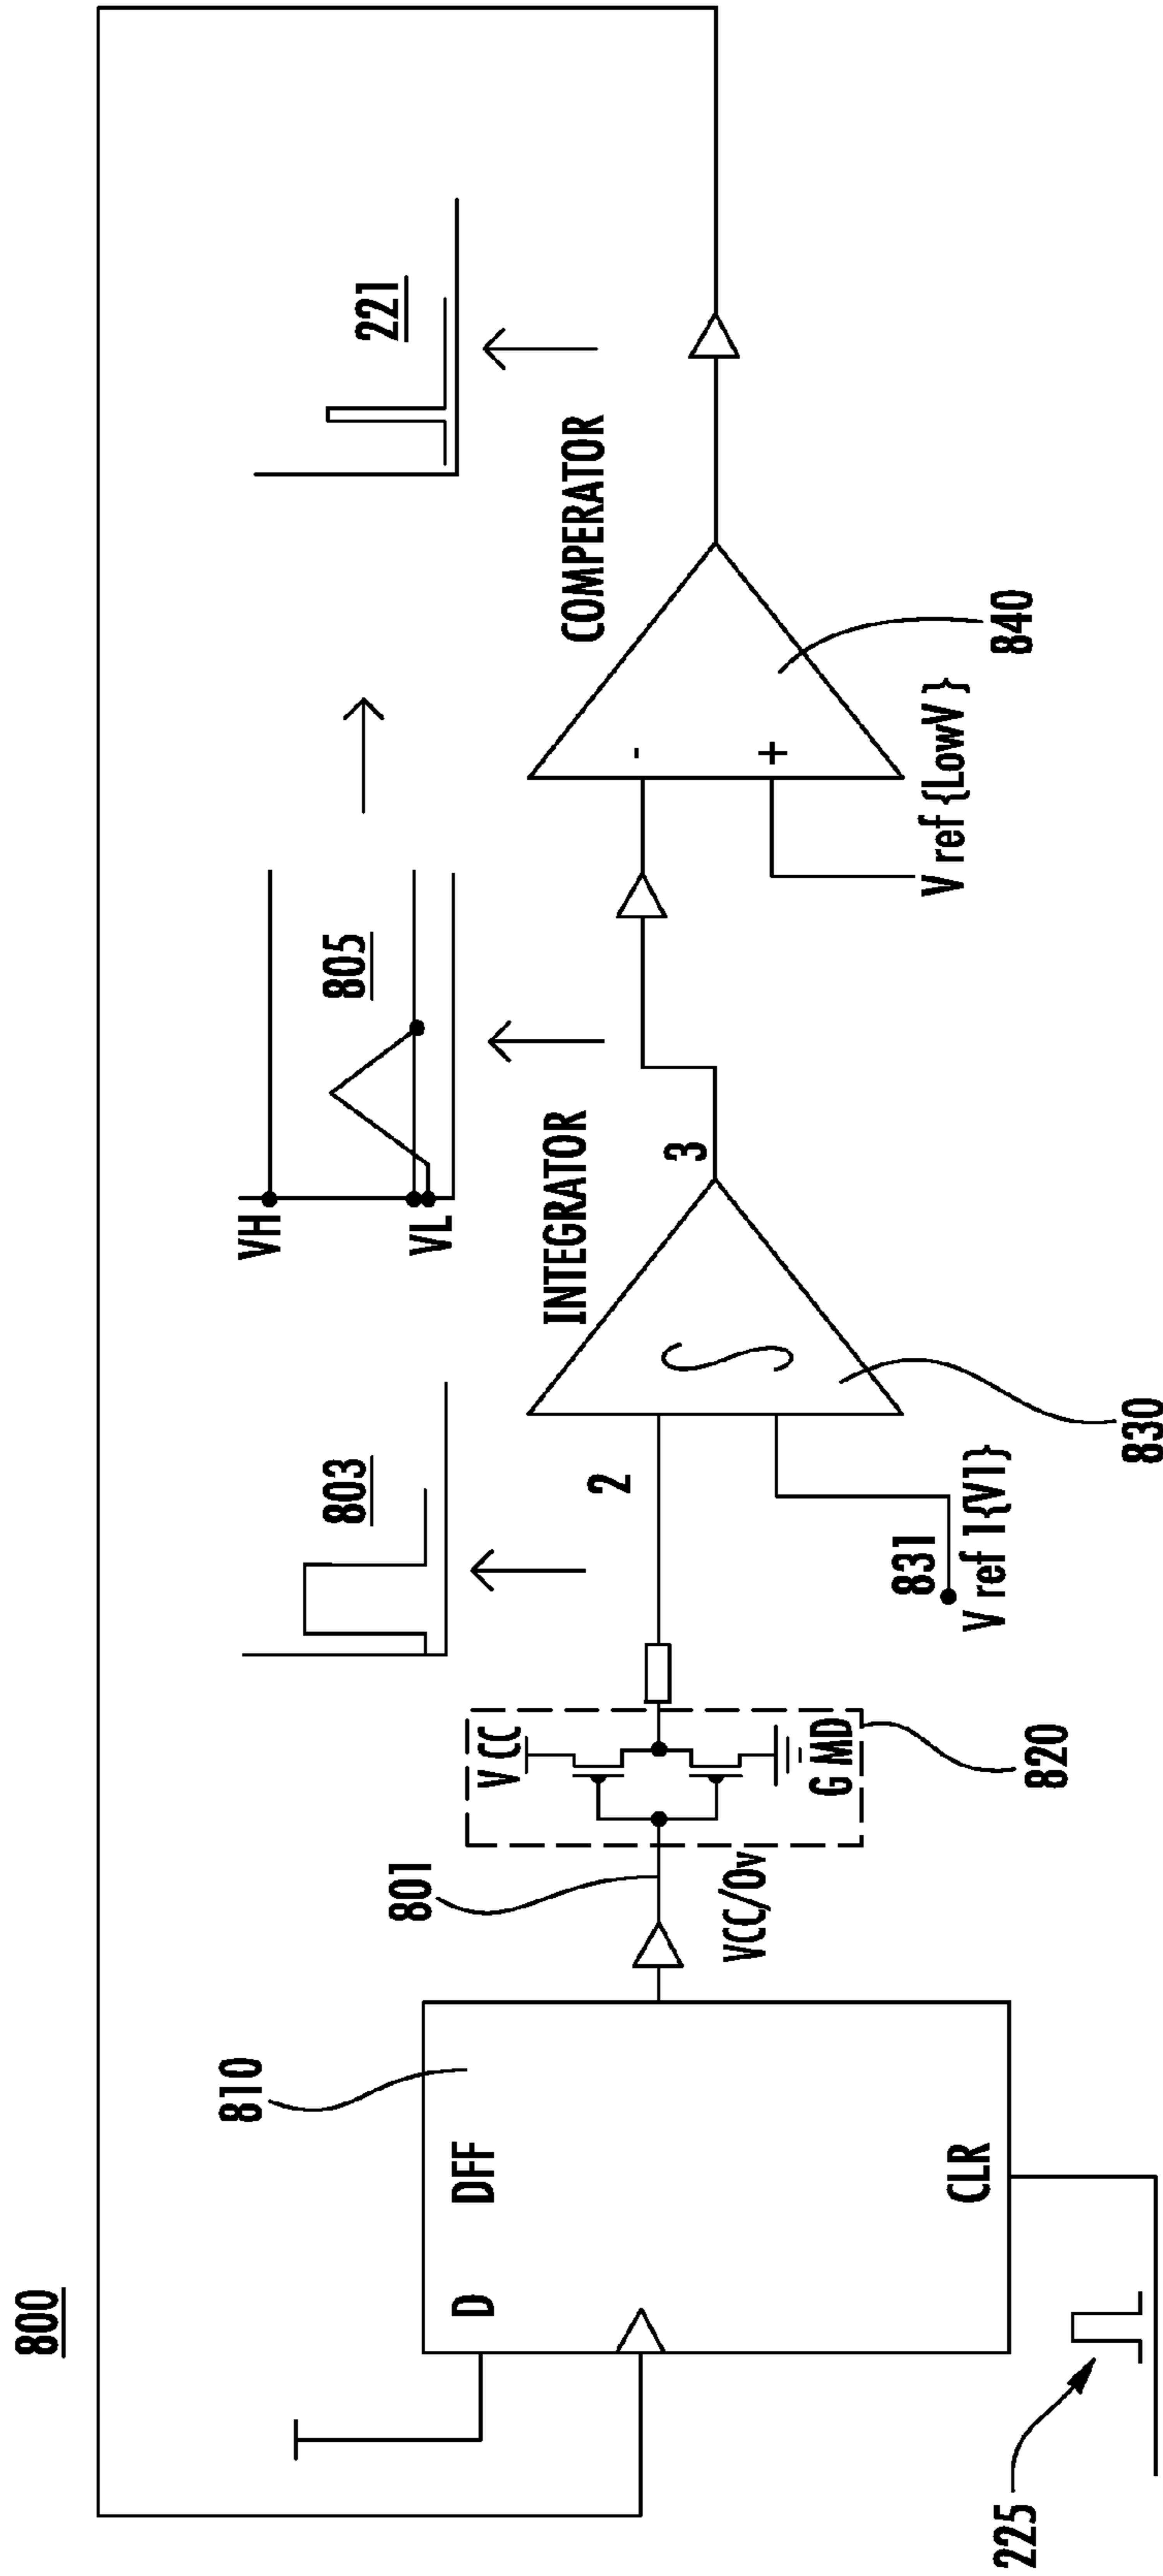 800
810
D
DFF
CLR
225
801
VCC/0v
V CC
G MD
820
803
2
831
V ref 1{V1}
830
INTEGRATOR
3
VH
VL
805
COMPERATOR
-
+
V ref {LowV }
840
221